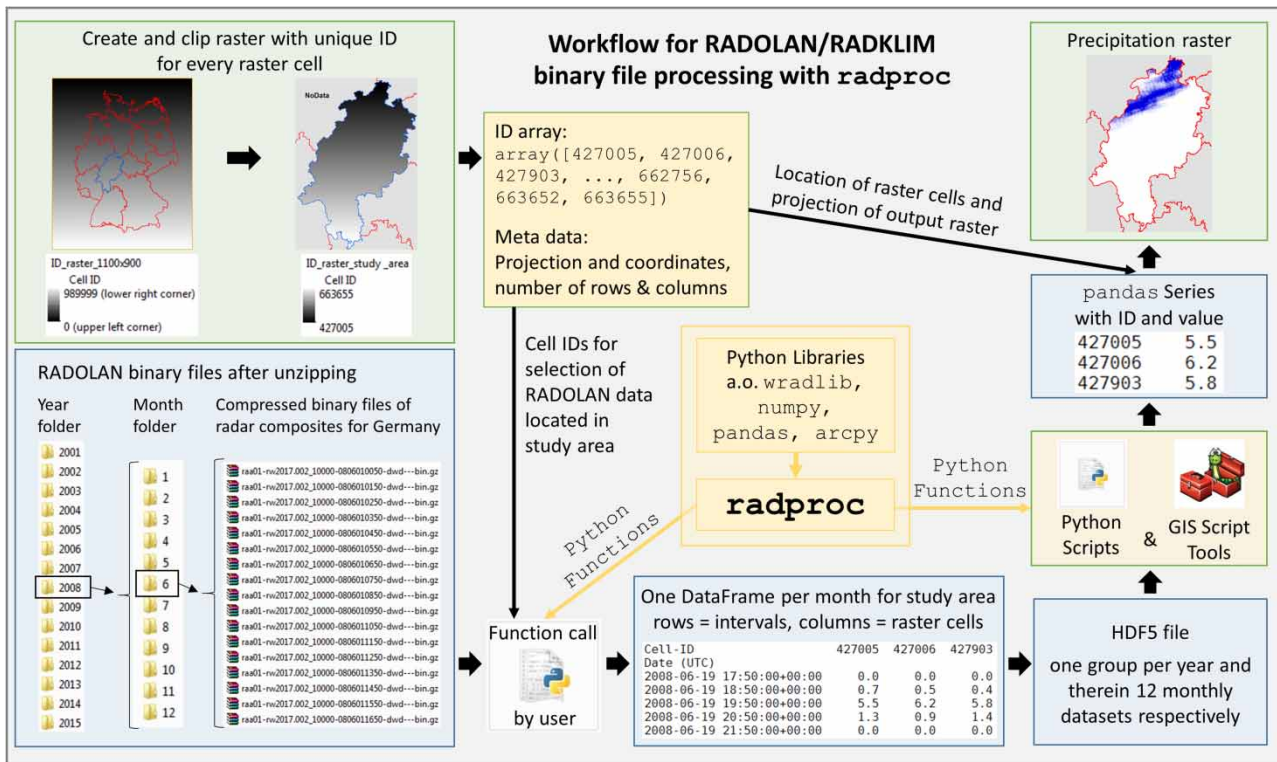 Create and clip raster with unique ID
for every raster cell
NoData
ID_raster_1100x900
Cell ID
989999 (lower right corner)
0 (upper left corner)
ID_raster_study _area
Cell ID
663655
427005
Workflow for RADOLAN/RADKLIM
binary file processing with radproc
ID array:
array([427005, 427006,
427903, ..., 662756,
663652, 663655])
Meta data:
Projection and coordinates,
number of rows & columns
Location of raster cells and
projection of output raster
Precipitation raster
pandas Series
with ID and value
427005 5.5
427006 6.2
427903 5.8
Cell IDs for
selection of
RADOLAN data
located in
study area
Python Libraries
a.o. wradlib,
numpy,
pandas, arcpy
radproc
Python
Functions
Python
Functions
Python
Scripts
&
GIS Script
Tools
RADOLAN binary files after unzipping
Year
folder
2001
2002
2003
2004
2005
2006
2007
2008
2009
2010
2011
2012
2013
2014
2015
Month
folder
1
2
3
4
5
6
7
8
9
10
11
12
Compressed binary files of
radar composites for Germany
raa01-rw2017.002_10000-0806010050-dwd---bin.gz
raa01-rw2017.002_10000-0806010150-dwd---bin.gz
raa01-rw2017.002_10000-0806010250-dwd---bin.gz
raa01-rw2017.002_10000-0806010350-dwd---bin.gz
raa01-rw2017.002_10000-0806010450-dwd---bin.gz
raa01-rw2017.002_10000-0806010550-dwd---bin.gz
raa01-rw2017.002_10000-0806010650-dwd---bin.gz
raa01-rw2017.002_10000-0806010750-dwd---bin.gz
raa01-rw2017.002_10000-0806010850-dwd---bin.gz
raa01-rw2017.002_10000-0806010950-dwd---bin.gz
raa01-rw2017.002_10000-0806011050-dwd---bin.gz
raa01-rw2017.002_10000-0806011150-dwd---bin.gz
raa01-rw2017.002_10000-0806011250-dwd---bin.gz
raa01-rw2017.002_10000-0806011350-dwd---bin.gz
raa01-rw2017.002_10000-0806011450-dwd---bin.gz
raa01-rw2017.002_10000-0806011550-dwd---bin.gz
raa01-rw2017.002_10000-0806011650-dwd---bin.gz
Function call
by user
One DataFrame per month for study area
rows = intervals, columns = raster cells
Cell-ID 427005 427006 427903
Date (UTC)
2008-06-19 17:50:00+00:00 0.0 0.0 0.0
2008-06-19 18:50:00+00:00 0.7 0.5 0.4
2008-06-19 19:50:00+00:00 5.5 6.2 5.8
2008-06-19 20:50:00+00:00 1.3 0.9 1.4
2008-06-19 21:50:00+00:00 0.0 0.0 0.0
HDF5 file
one group per year and
therein 12 monthly
datasets respectively